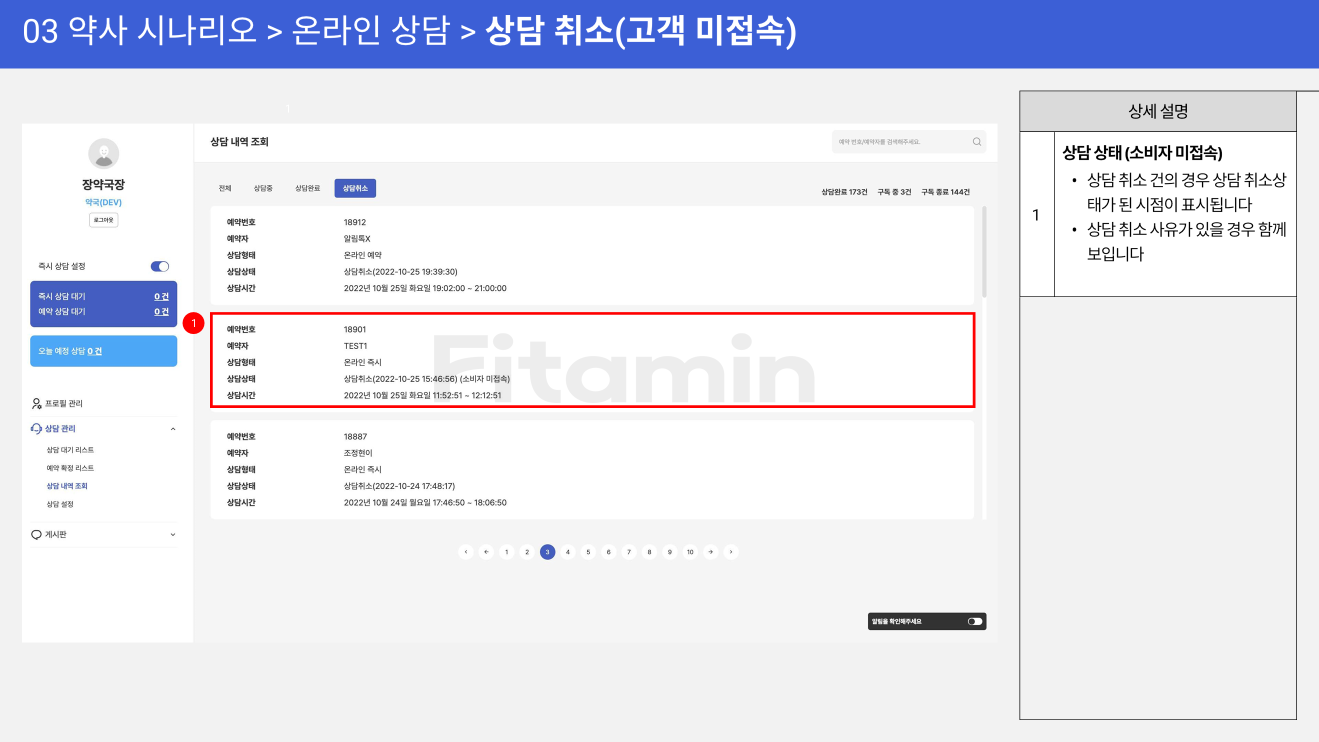 03 약사 시나리오 > 온라인 상담 > 상담 취소(고객 미접속)
1
장약국장
약국(DEV)
로그아웃
즉시 상담 설정
즉시 상담 대기 0 건
예약 상담 대기 0 건
오늘 예정 상담 0 건
프로필 관리
상담 관리
상담 대기 리스트
예약 확정 리스트
상담 내역 조회
상담 설정
게시판
상담 내역 조회
예약 번호/예약자를 검색해주세요.
전체 상담중 상담완료 상담취소
상담완료 173건 구독 중 3건 구독 종료 144건
예약번호 18912
예약자 알림톡X
상담형태 온라인 예약
상담상태 상담취소(2022-10-25 19:39:30)
상담시간 2022년 10월 25일 화요일 19:02:00 ~ 21:00:00
1
예약번호 18901
예약자 TEST1
상담형태 온라인 즉시
상담상태 상담취소(2022-10-25 15:46:56) (소비자 미접속)
상담시간 2022년 10월 25일 화요일 11:52:51 ~ 12:12:51
Fitamin
예약번호 18887
예약자 조정현이
상담형태 온라인 즉시
상담상태 상담취소(2022-10-24 17:48:17)
상담시간 2022년 10월 24일 월요일 17:46:50 ~ 18:06:50
‹ ← 1 2 3 4 5 6 7 8 9 10 → ›
알림을 확인해주세요
상세 설명
1
상담 상태 (소비자 미접속)
• 상담 취소 건의 경우 상담 취소상
태가 된 시점이 표시됩니다
• 상담 취소 사유가 있을 경우 함께
보입니다